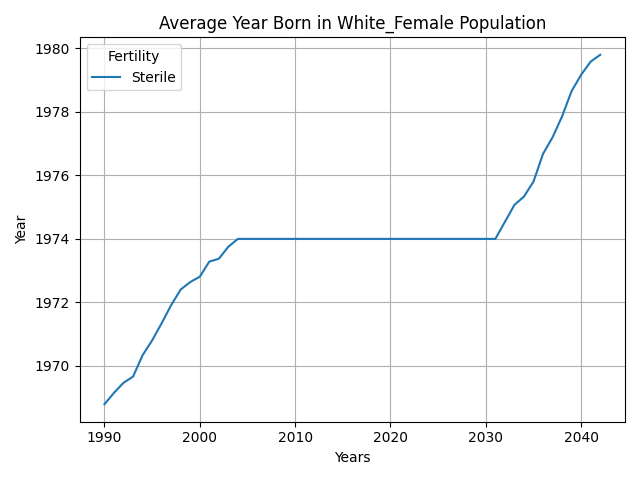 Average Year Born in White_Female Population
Fertility
Sterile
Year
1980
1978
1976
1974
1972
1970
1990 2000 2010 2020 2030 2040
Years